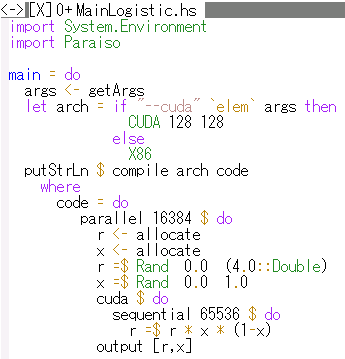 <->[X]0+MainLogistic.hs
import System.Environment
import Paraiso

main = do
  args <- getArgs
  let arch = if "--cuda" `elem` args then
               CUDA 128 128
             else
               X86
  putStrLn $ compile arch code
    where
      code = do
         parallel 16384 $ do
           r <- allocate
           x <- allocate
           r =$ Rand  0.0  (4.0::Double)
           x =$ Rand  0.0  1.0
           cuda $ do
             sequential 65536 $ do
               r =$ r * x * (1-x)
           output [r,x]